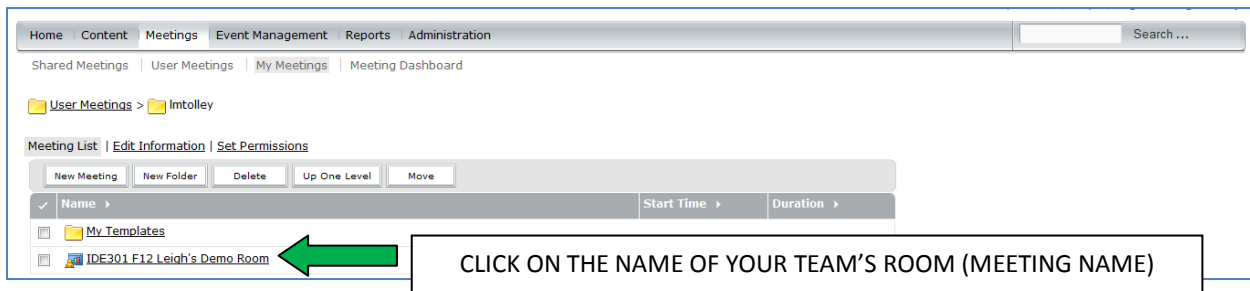 Home Content Meetings Event Management Reports Administration Search ...
Shared Meetings User Meetings My Meetings Meeting Dashboard
User Meetings > lmtolley
Meeting List | Edit Information | Set Permissions
New Meeting New Folder Delete Up One Level Move
Name Start Time Duration
My Templates
IDE301 F12 Leigh's Demo Room
CLICK ON THE NAME OF YOUR TEAM’S ROOM (MEETING NAME)